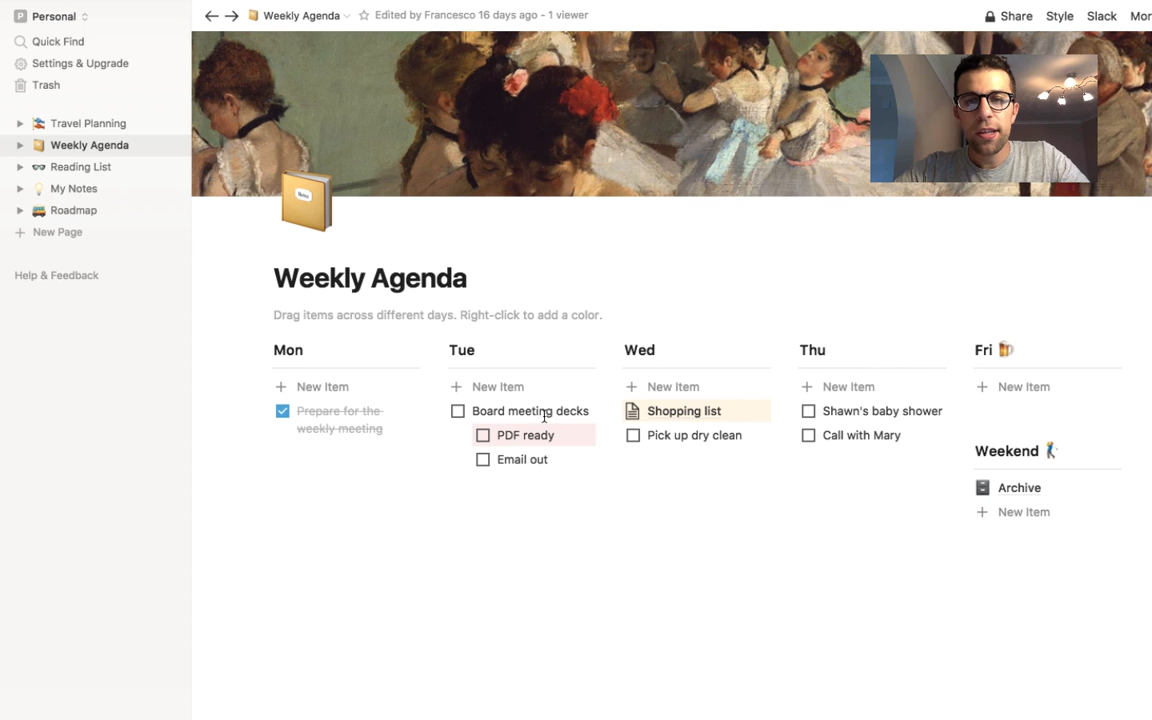 P Personal
Quick Find
Settings & Upgrade
Trash
Travel Planning
Weekly Agenda
Reading List
My Notes
Roadmap
New Page
Help & Feedback
Weekly Agenda Edited by Francesco 16 days ago - 1 viewer Share Style Slack Mor
Weekly Agenda
Drag items across different days. Right-click to add a color.
Mon
New Item
Prepare for the
weekly meeting
Tue
New Item
Board meeting decks
PDF ready
Email out
Wed
New Item
Shopping list
Pick up dry clean
Thu
New Item
Shawn's baby shower
Call with Mary
Fri
New Item
Weekend
Archive
New Item